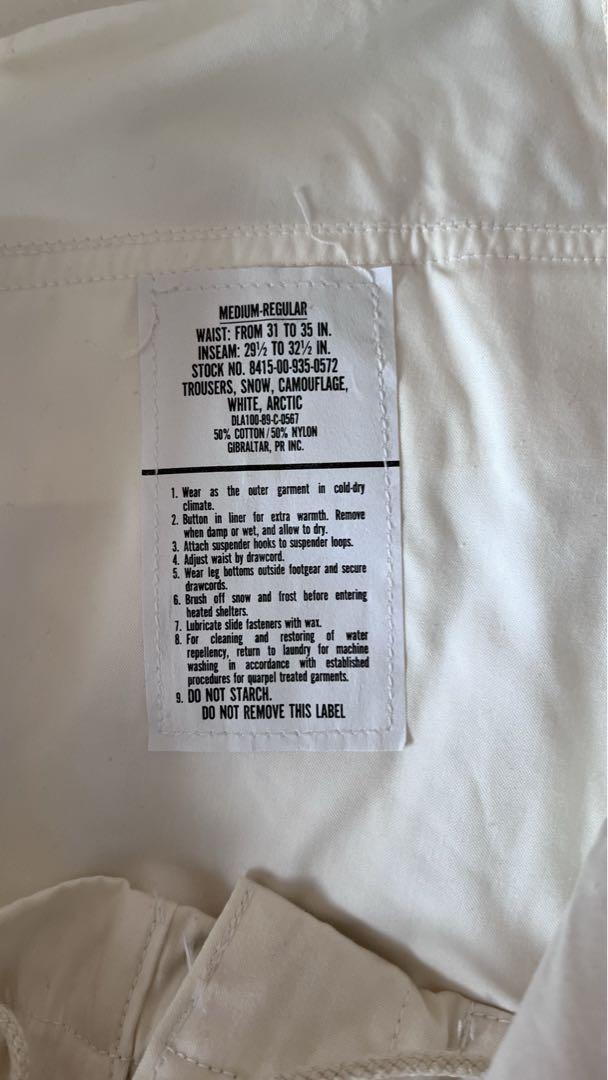 MEDIUM-REGULAR
WAIST: FROM 31 TO 35 IN.
INSEAM: 29½ TO 32½ IN.
STOCK NO. 8415-00-935-0572
TROUSERS, SNOW, CAMOUFLAGE,
WHITE, ARCTIC
DLA100-89-C-0567
50% COTTON/50% NYLON
GIBRALTAR, PR INC.
1. Wear as the outer garment in cold-dry
climate.
2. Button in liner for extra warmth. Remove
when damp or wet, and allow to dry.
3. Attach suspender hooks to suspender loops.
4. Adjust waist by drawcord.
5. Wear leg bottoms outside footgear and secure
drawcords.
6. Brush off snow and frost before entering
heated shelters.
7. Lubricate slide fasteners with wax.
8. For cleaning and restoring of water
repellency, return to laundry for machine
washing in accordance with established
procedures for quarpel treated garments.
9. DO NOT STARCH.
DO NOT REMOVE THIS LABEL